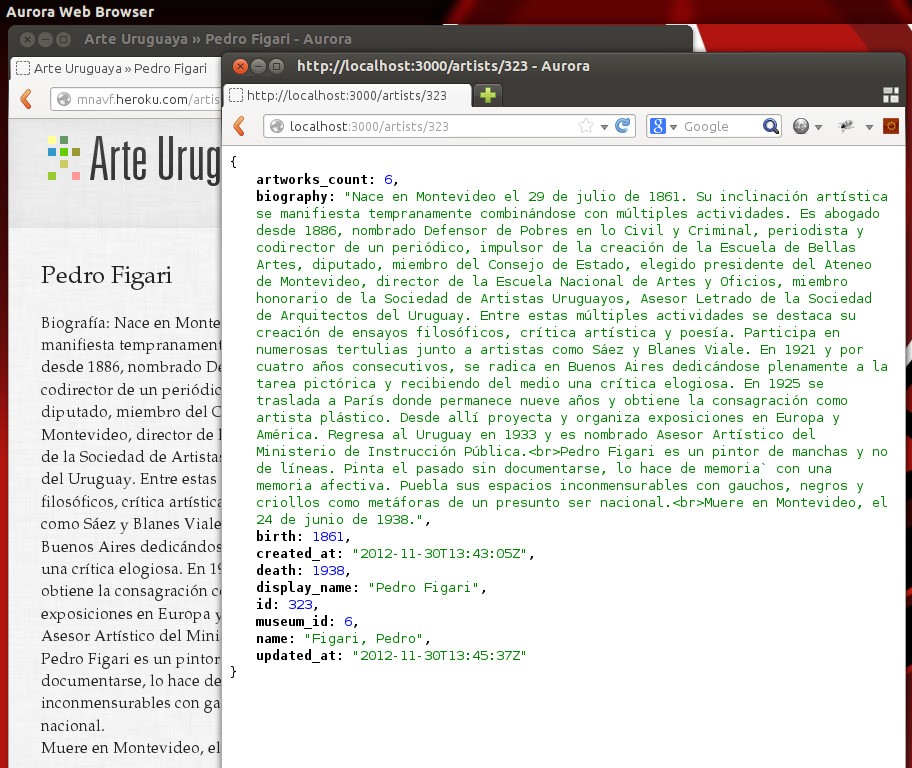 Aurora Web Browser
Arte Uruguaya » Pedro Figari - Aurora
Arte Uruguaya » Pedro Figari
mnavf.heroku.com/artis
Arte Urug
Pedro Figari
Biografía: Nace en Monte
manifiesta tempranament
desde 1886, nombrado De
codirector de un periódic
diputado, miembro del C
Montevideo, director de l
de la Sociedad de Artistas
del Uruguay. Entre estas
filosóficos, crítica artística
como Sáez y Blanes Viale
Buenos Aires dedicándos
una crítica elogiosa. En 19
obtiene la consagración c
exposiciones en Europa y
Asesor Artístico del Mini
Pedro Figari es un pintor
documentarse, lo hace de
inconmensurables con ga
nacional.
Muere en Montevideo, el
http://localhost:3000/artists/323 - Aurora
http://localhost:3000/artists/323
localhost:3000/artists/323
8 Google
{
artworks_count: 6,
biography: "Nace en Montevideo el 29 de julio de 1861. Su inclinación artística
se manifiesta tempranamente combinándose con múltiples actividades. Es abogado
desde 1886, nombrado Defensor de Pobres en lo Civil y Criminal, periodista y
codirector de un periódico, impulsor de la creación de la Escuela de Bellas
Artes, diputado, miembro del Consejo de Estado, elegido presidente del Ateneo
de Montevideo, director de la Escuela Nacional de Artes y Oficios, miembro
honorario de la Sociedad de Artistas Uruguayos, Asesor Letrado de la Sociedad
de Arquitectos del Uruguay. Entre estas múltiples actividades se destaca su
creación de ensayos filosóficos, crítica artística y poesía. Participa en
numerosas tertulias junto a artistas como Sáez y Blanes Viale. En 1921 y por
cuatro años consecutivos, se radica en Buenos Aires dedicándose plenamente a la
tarea pictórica y recibiendo del medio una crítica elogiosa. En 1925 se
traslada a París donde permanece nueve años y obtiene la consagración como
artista plástico. Desde allí proyecta y organiza exposiciones en Europa y
América. Regresa al Uruguay en 1933 y es nombrado Asesor Artístico del
Ministerio de Instrucción Pública.<br>Pedro Figari es un pintor de manchas y no
de líneas. Pinta el pasado sin documentarse, lo hace de memoria` con una
memoria afectiva. Puebla sus espacios inconmensurables con gauchos, negros y
criollos como metáforas de un presunto ser nacional.<br>Muere en Montevideo, el
24 de junio de 1938.",
birth: 1861,
created_at: "2012-11-30T13:43:05Z",
death: 1938,
display_name: "Pedro Figari",
id: 323,
museum_id: 6,
name: "Figari, Pedro",
updated_at: "2012-11-30T13:45:37Z"
}